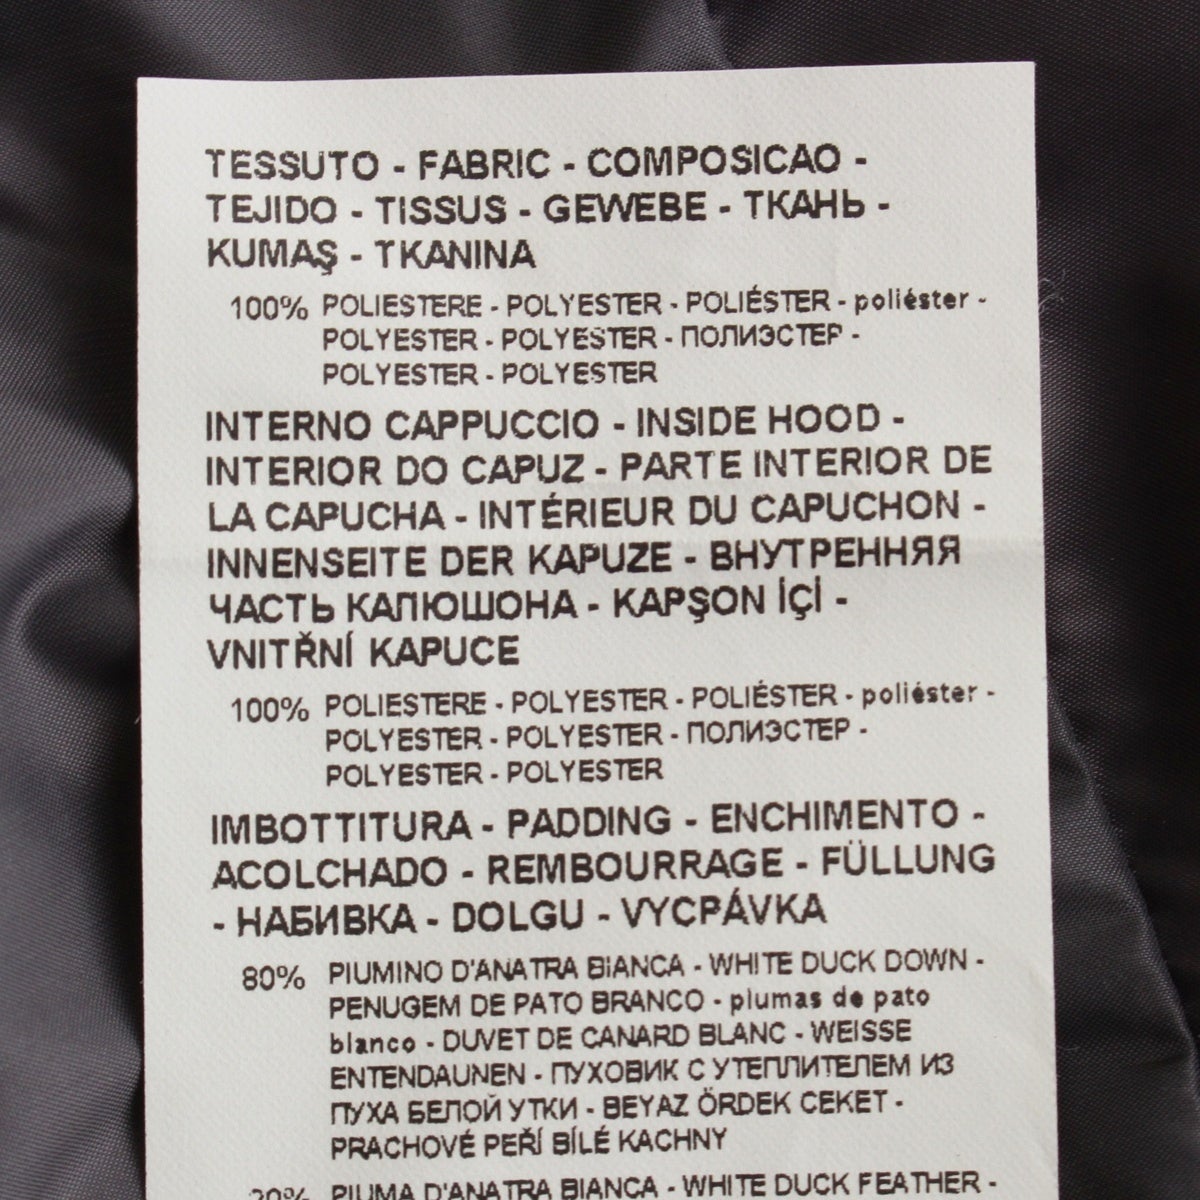 TESSUTO - FABRIC - COMPOSICAO -
TEJIDO - TISSUS - GEWEBE - ТКАНЬ -
KUMAŞ - TKANINA
100% POLIESTERE - POLYESTER - POLIÉSTER - poliéster -
POLYESTER - POLYESTER - ПОЛИЭСТЕР -
POLYESTER - POLYESTER
INTERNO CAPPUCCIO - INSIDE HOOD -
INTERIOR DO CAPUZ - PARTE INTERIOR DE
LA CAPUCHA - INTÉRIEUR DU CAPUCHON -
INNENSEITE DER KAPUZE - ВНУТРЕННЯЯ
ЧАСТЬ КАПЮШОНА - KAPŞON İÇİ -
VNITŘNÍ KAPUCE
100% POLIESTERE - POLYESTER - POLIÉSTER - poliéster -
POLYESTER - POLYESTER - ПОЛИЭСТЕР -
POLYESTER - POLYESTER
IMBOTTITURA - PADDING - ENCHIMENTO -
ACOLCHADO - REMBOURRAGE - FÜLLUNG
- НАБИВКА - DOLGU - VYCPÁVKA
80% PIUMINO D'ANATRA BIANCA - WHITE DUCK DOWN -
PENUGEM DE PATO BRANCO - plumas de pato
blanco - DUVET DE CANARD BLANC - WEISSE
ENTENDAUNEN - ПУХОВИК С УТЕПЛИТЕЛЕМ ИЗ
ПУХА БЕЛОЙ УТКИ - BEYAZ ÖRDEK CEKET -
PRACHOVÉ PEŘÍ BÍLÉ KACHNY
20% PIUMA D'ANATRA BIANCA - WHITE DUCK FEATHER -